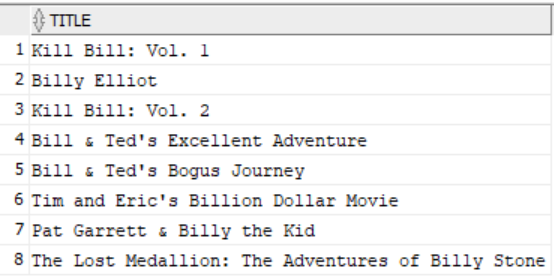 TITLE
1 Kill Bill: Vol. 1
2 Billy Elliot
3 Kill Bill: Vol. 2
4 Bill & Ted's Excellent Adventure
5 Bill & Ted's Bogus Journey
6 Tim and Eric's Billion Dollar Movie
7 Pat Garrett & Billy the Kid
8 The Lost Medallion: The Adventures of Billy Stone